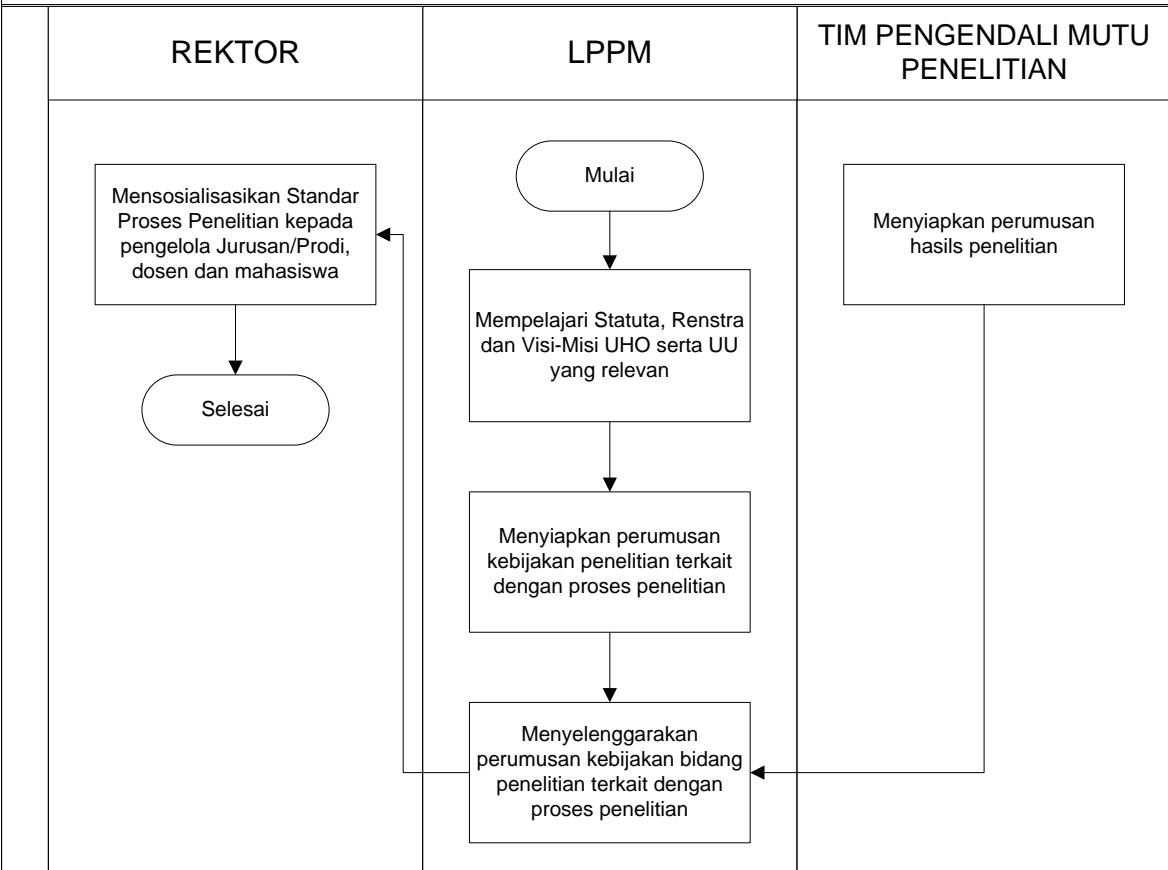 REKTOR
LPPM
TIM PENGENDALI MUTU
PENELITIAN
Mensosialisasikan Standar
Proses Penelitian kepada
pengelola Jurusan/Prodi,
dosen dan mahasiswa
Selesai
Mulai
Mempelajari Statuta, Renstra
dan Visi-Misi UHO serta UU
yang relevan
Menyiapkan perumusan
kebijakan penelitian terkait
dengan proses penelitian
Menyelenggarakan
perumusan kebijakan bidang
penelitian terkait dengan
proses penelitian
Menyiapkan perumusan
hasils penelitian